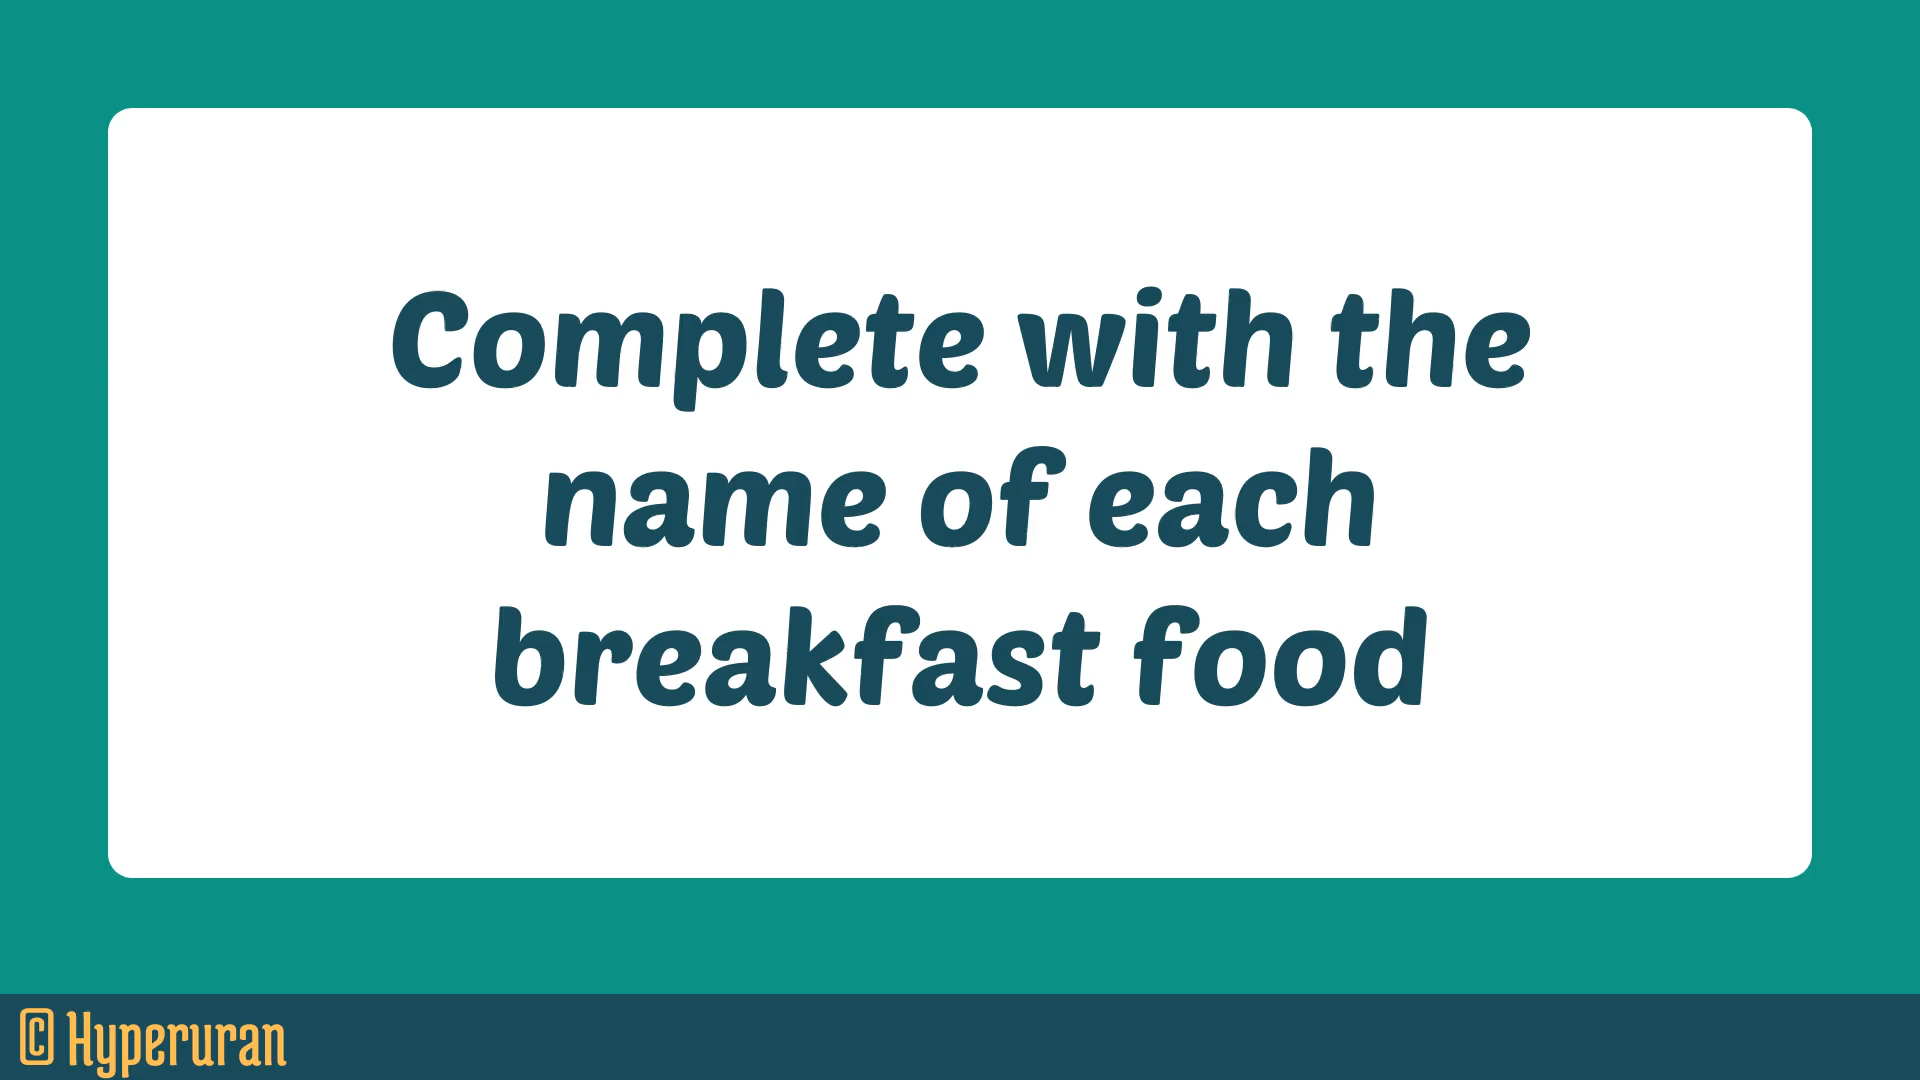 Complete with the
name of each
breakfast food
© Hyperuran